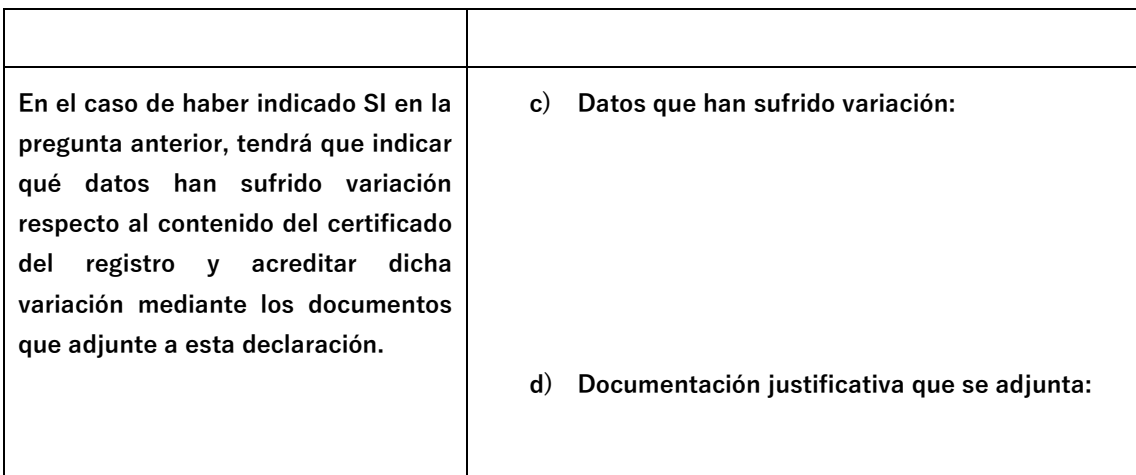 En el caso de haber indicado SI en la
pregunta anterior, tendrá que indicar
qué datos han sufrido variación
respecto al contenido del certificado
del registro y acreditar dicha
variación mediante los documentos
que adjunte a esta declaración.
c) Datos que han sufrido variación:
d) Documentación justificativa que se adjunta: